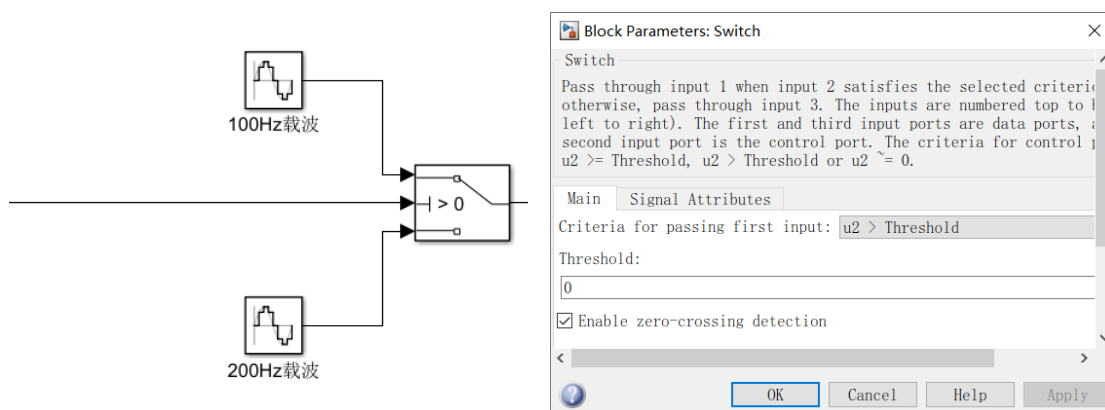 100Hz载波
> 0
200Hz载波
Block Parameters: Switch
Switch
Pass through input 1 when input 2 satisfies the selected
otherwise, pass through input 3. The inputs are numbered top to
left to right). The first and third input ports are data ports,
second input port is the control port. The criteria for control
u2 >= Threshold, u2 > Threshold or u2 ~= 0.
Main Signal Attributes
Criteria for passing first input: u2 > Threshold
Threshold:
0
Enable zero-crossing detection
OK Cancel Help Apply